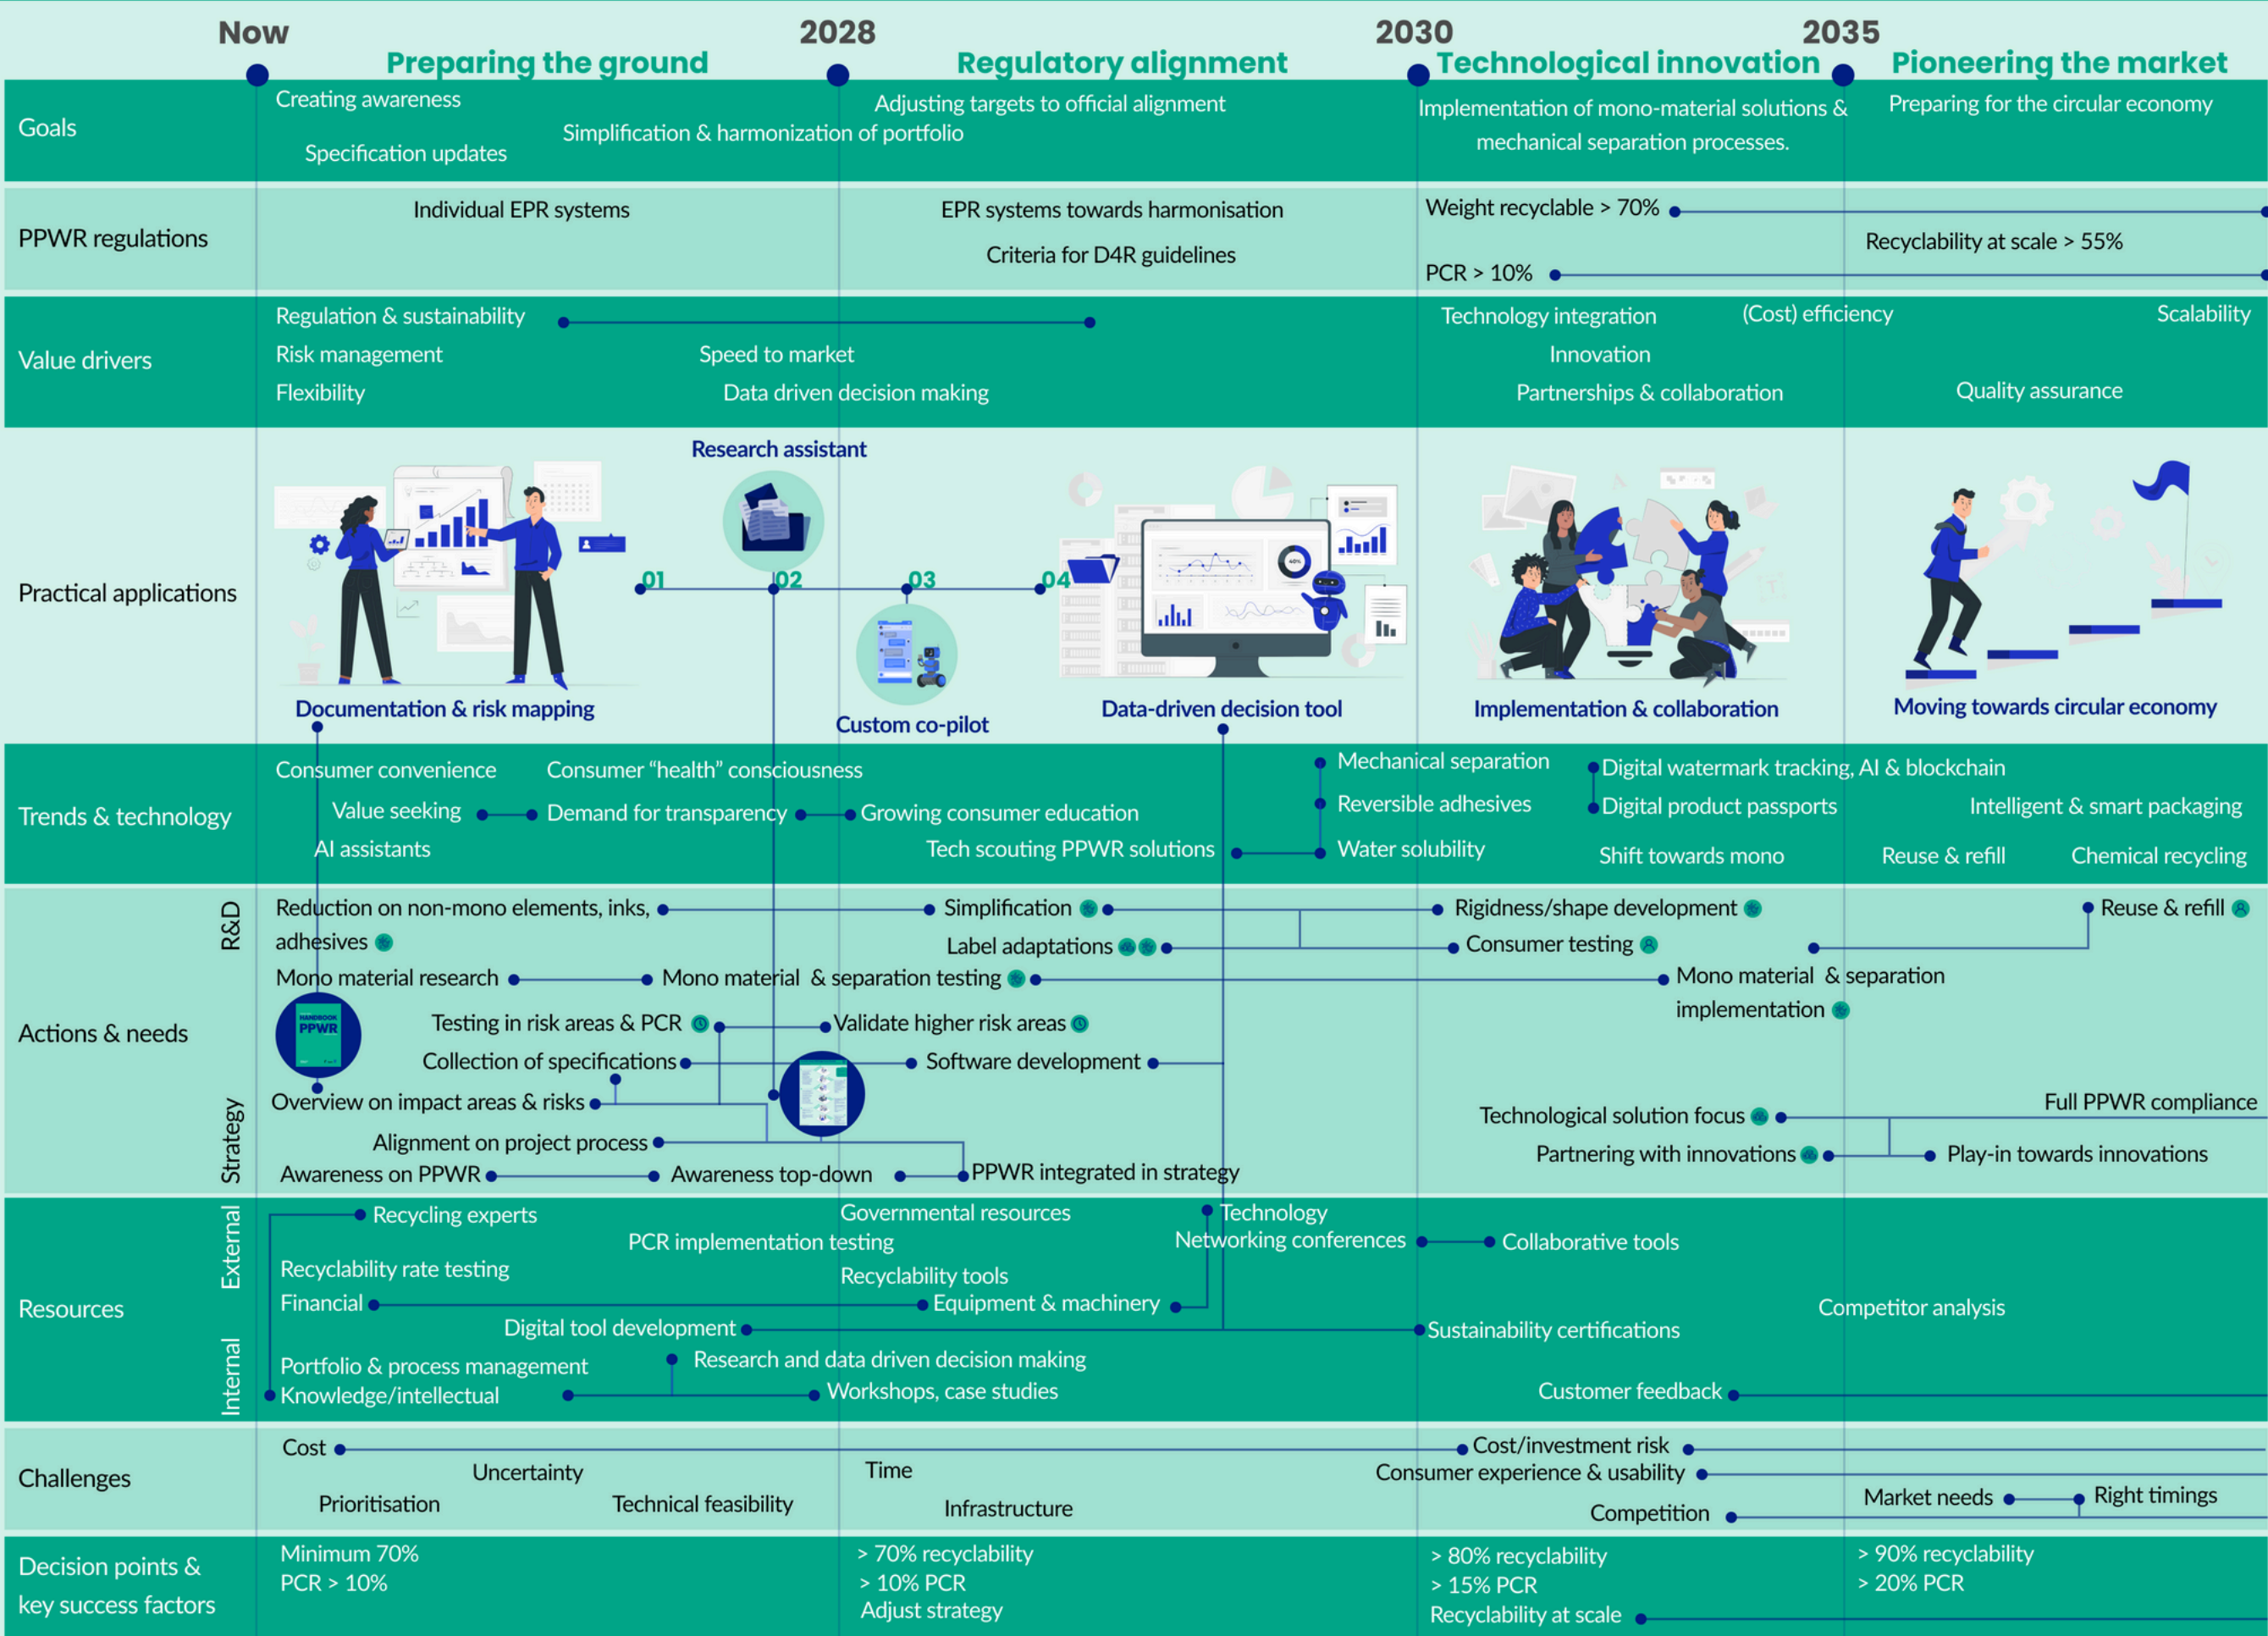 Now
2028
2030
2035
Preparing the ground
Regulatory alignment
Technological innovation
Pioneering the market
Goals
Creating awareness
Specification updates
Simplification & harmonization of portfolio
Adjusting targets to official alignment
Implementation of mono-material solutions &
mechanical separation processes.
Preparing for the circular economy
PPWR regulations
Individual EPR systems
EPR systems towards harmonisation
Criteria for D4R guidelines
Weight recyclable > 70%
Recyclability at scale > 55%
PCR > 10%
Value drivers
Regulation & sustainability
Risk management
Flexibility
Speed to market
Data driven decision making
Technology integration
(Cost) efficiency
Scalability
Innovation
Partnerships & collaboration
Quality assurance
Practical applications
Research assistant
01
02
03
04
40%
Documentation & risk mapping
Custom co-pilot
Data-driven decision tool
Implementation & collaboration
Moving towards circular economy
Trends & technology
Consumer convenience
Consumer “health” consciousness
Value seeking
Demand for transparency
Growing consumer education
AI assistants
Tech scouting PPWR solutions
Mechanical separation
Reversible adhesives
Water solubility
Digital watermark tracking, AI & blockchain
Digital product passports
Intelligent & smart packaging
Shift towards mono
Reuse & refill
Chemical recycling
Actions & needs
R&D
Reduction on non-mono elements, inks,
adhesives
Simplification
Rigidness/shape development
Reuse & refill
Label adaptations
Consumer testing
Mono material research
Mono material & separation testing
Mono material & separation
implementation
HANDBOOK
PPWR
Testing in risk areas & PCR
Validate higher risk areas
Collection of specifications
Software development
Strategy
Overview on impact areas & risks
Alignment on project process
Awareness on PPWR
Awareness top-down
PPWR integrated in strategy
Technological solution focus
Full PPWR compliance
Partnering with innovations
Play-in towards innovations
Resources
External
Recycling experts
Governmental resources
Technology
PCR implementation testing
Networking conferences
Collaborative tools
Recyclability rate testing
Recyclability tools
Financial
Equipment & machinery
Competitor analysis
Digital tool development
Sustainability certifications
Internal
Portfolio & process management
Research and data driven decision making
Knowledge/intellectual
Workshops, case studies
Customer feedback
Challenges
Cost
Cost/investment risk
Uncertainty
Time
Consumer experience & usability
Prioritisation
Technical feasibility
Infrastructure
Market needs
Right timings
Competition
Decision points &
key success factors
Minimum 70%
PCR > 10%
> 70% recyclability
> 10% PCR
Adjust strategy
> 80% recyclability
> 15% PCR
Recyclability at scale
> 90% recyclability
> 20% PCR